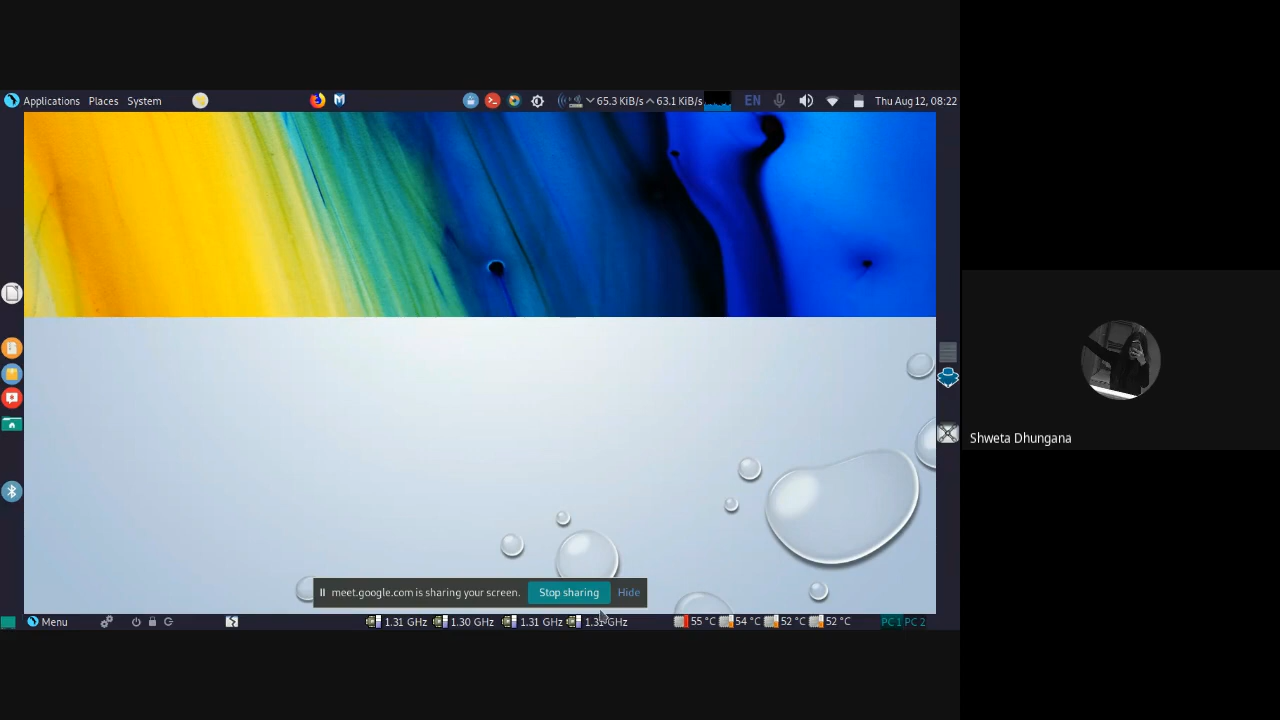 Applications Places System 65.3 KiB/s 63.1 KiB/s EN Thu Aug 12, 08:22
Shweta Dhungana
meet.google.com is sharing your screen. Stop sharing Hide
Menu 1.31 GHz 1.30 GHz 1.31 GHz GHz 55 °C 54 °C 52 °C 52 °C PC 1 PC 2